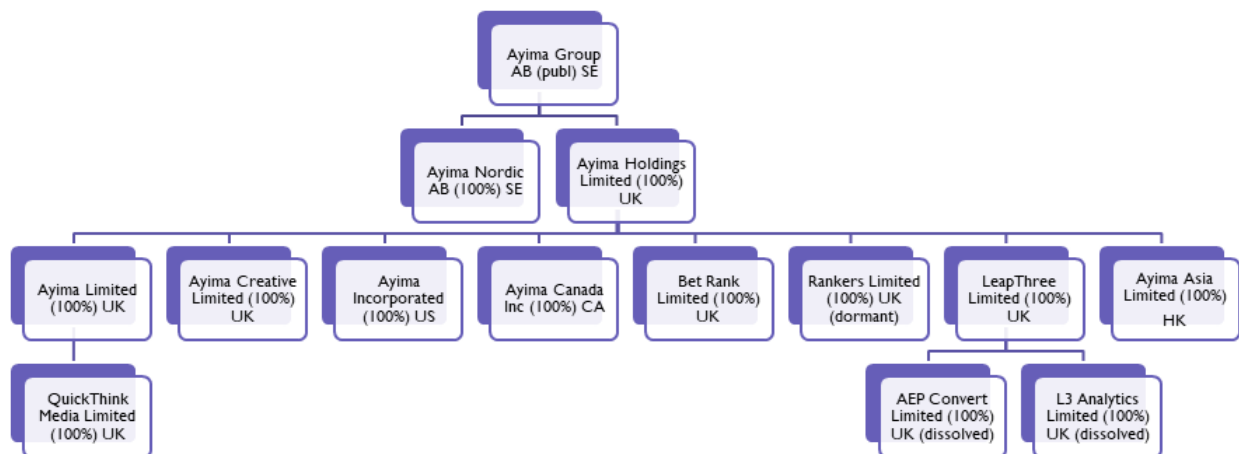 Ayima Group
AB (publ) SE
Ayima Nordic
AB (100%) SE
Ayima Holdings
Limited (100%)
UK
Ayima Limited
(100%) UK
Ayima Creative
Limited (100%)
UK
Ayima
Incorporated
(100%) US
Ayima Canada
Inc (100%) CA
Bet Rank
Limited (100%)
UK
Rankers Limited
(100%) UK
(dormant)
LeapThree
Limited (100%)
UK
Ayima Asia
Limited (100%)
HK
QuickThink
Media Limited
(100%) UK
AEP Convert
Limited (100%)
UK (dissolved)
L3 Analytics
Limited (100%)
UK (dissolved)